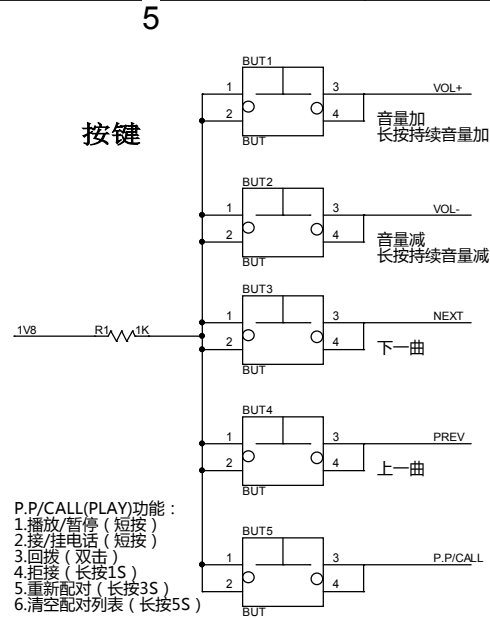 5
按键
BUT1
1
3
VOL+
2
4
音量加
长按持续音量加
BUT
BUT2
1
3
VOL-
2
4
音量减
长按持续音量减
BUT
BUT3
1V8
R1
1K
1
3
NEXT
2
4
下一曲
BUT
BUT4
1
3
PREV
2
4
上一曲
BUT
P.P/CALL(PLAY)功能：
1.播放/暂停（短按）
2.接/挂电话（短按）
3.回拨（双击）
4.拒接（长按1S）
5.重新配对（长按3S）
6.清空配对列表（长按5S）
BUT5
1
3
P.P/CALL
2
4
BUT